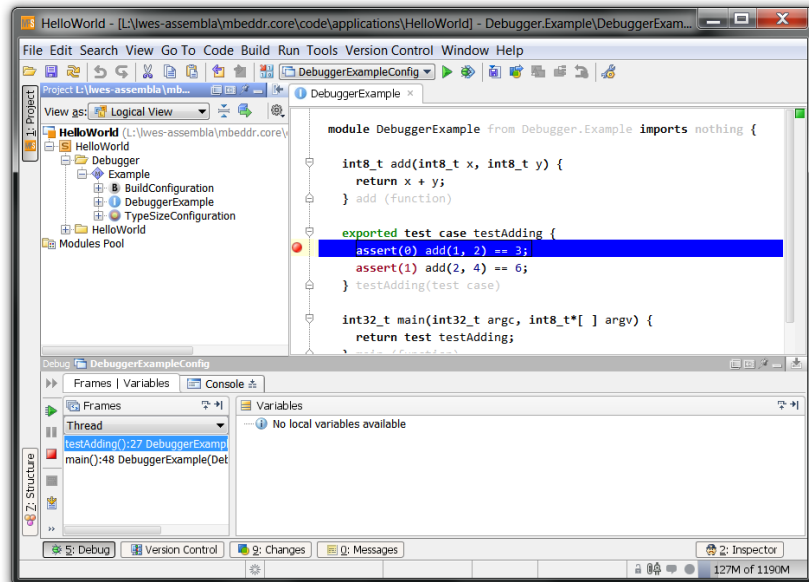 HelloWorld - [L:\lwes-assembla\mbeddr.core\code\applications\HelloWorld] - Debugger.Example\DebuggerExam...
File Edit Search View Go To Code Build Run Tools Version Control Window Help
DebuggerExampleConfig
1: Project
Project L:\lwes-assembla\mb...
View as: Logical View
HelloWorld (L:\lwes-assembla\mbeddr.core\
S HelloWorld
Debugger
Example
B BuildConfiguration
I DebuggerExample
TypeSizeConfiguration
HelloWorld
Modules Pool
I DebuggerExample ×
module DebuggerExample from Debugger.Example imports nothing {
int8_t add(int8_t x, int8_t y) {
return x + y;
} add (function)
exported test case testAdding {
assert(0) add(1, 2) == 3;
assert(1) add(2, 4) == 6;
} testAdding(test case)
int32_t main(int32_t argc, int8_t*[ ] argv) {
return test testAdding;
} main (function)
Debug DebuggerExampleConfig
Frames | Variables
Console
Frames
Thread
testAdding():27 DebuggerExampl
main():48 DebuggerExample(Deb
Variables
No local variables available
7: Structure
5: Debug
Version Control
9: Changes
0: Messages
2: Inspector
127M of 1190M